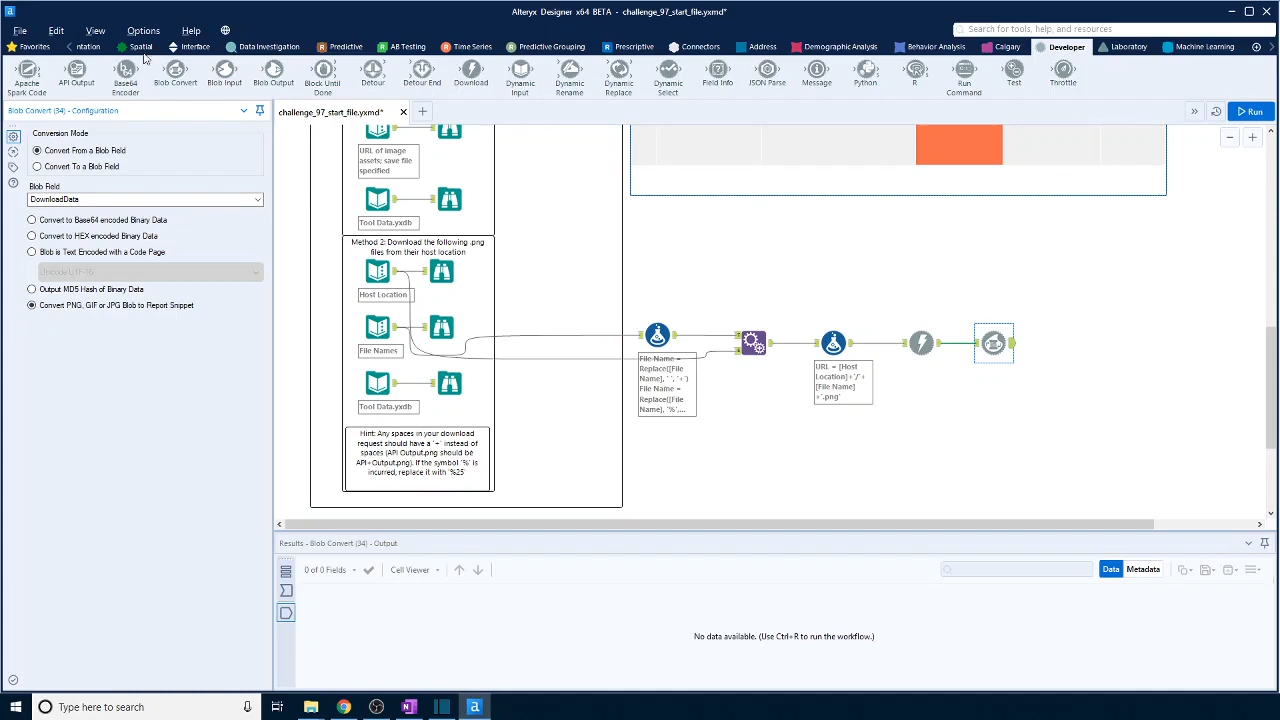 Alteryx Designer x64 BETA - challenge_97_start_file.yxmd*
File Edit View Options Help
Search for tools, help, and resources
Favorites
ntation
Spatial
Interface
Data Investigation
Predictive
AB Testing
Time Series
Predictive Grouping
Prescriptive
Connectors
Address
Demographic Analysis
Behavior Analysis
Calgary
Developer
Laboratory
Machine Learning
Apache Spark Code
API Output
Base64 Encoder
Blob Convert
Blob Input
Blob Output
Block Until Done
Detour
Detour End
Download
Dynamic Input
Dynamic Rename
Dynamic Replace
Dynamic Select
Field Info
JSON Parse
Message
Python
R
Run Command
Test
Throttle
Blob Convert (34) - Configuration
challenge_97_start_file.yxmd*
Run
Conversion Mode
Convert From a Blob Field
Convert To a Blob Field
Blob Field
DownloadData
Convert to Base64 encoded Binary Data
Convert to HEX encoded Binary Data
Blob is Text Encoded with a Code Page
Unicode UTF-16
Output MD5 Hash of Binary Data
Convert PNG, GIF or JPG Blob to Report Snippet
URL of image
assets; save file
specified
Tool Data.yxdb
Method 2: Download the following .png
files from their host location
Host Location
File Names
Tool Data.yxdb
Hint: Any spaces in your download
request should have a '+' instead of
spaces (API Output.png should be
API+Output.png). If the symbol '%' is
incurred, replace it with '%25'
File Name =
Replace([File
Name], ' ', '+')
File Name =
Replace([File
Name], '%',...
URL = [Host
Location]+'/'+
[File Name]
+'.png'
Results - Blob Convert (34) - Output
0 of 0 Fields
Cell Viewer
Data
Metadata
No data available. (Use Ctrl+R to run the workflow.)
Type here to search